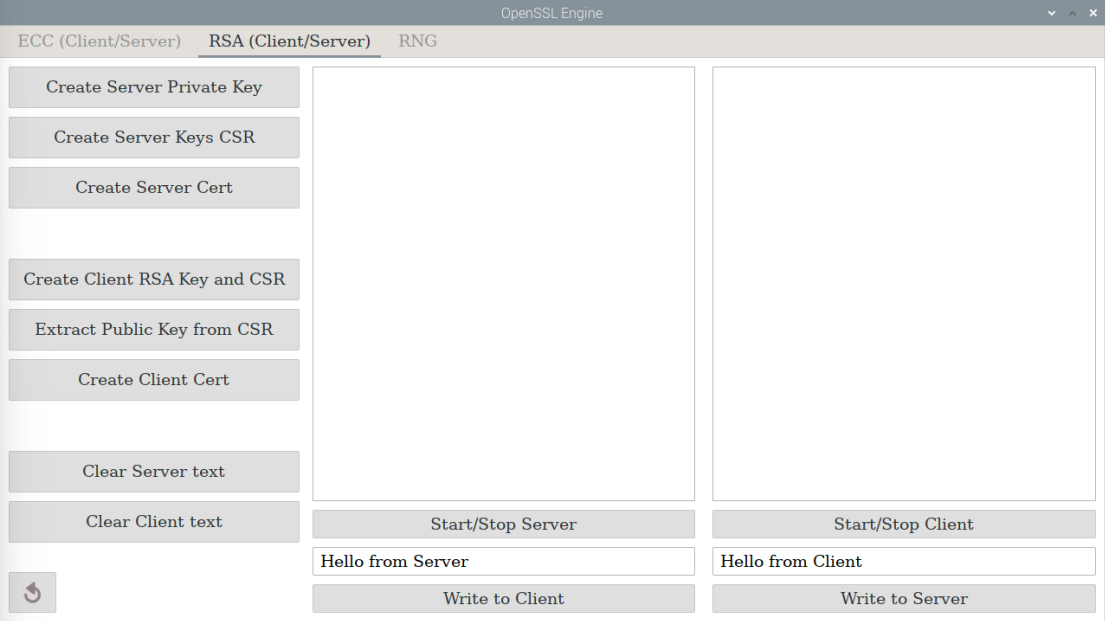 OpenSSL Engine
ECC (Client/Server)
RSA (Client/Server)
RNG
Create Server Private Key
Create Server Keys CSR
Create Server Cert
Create Client RSA Key and CSR
Extract Public Key from CSR
Create Client Cert
Clear Server text
Clear Client text
Start/Stop Server
Hello from Server
Write to Client
Start/Stop Client
Hello from Client
Write to Server